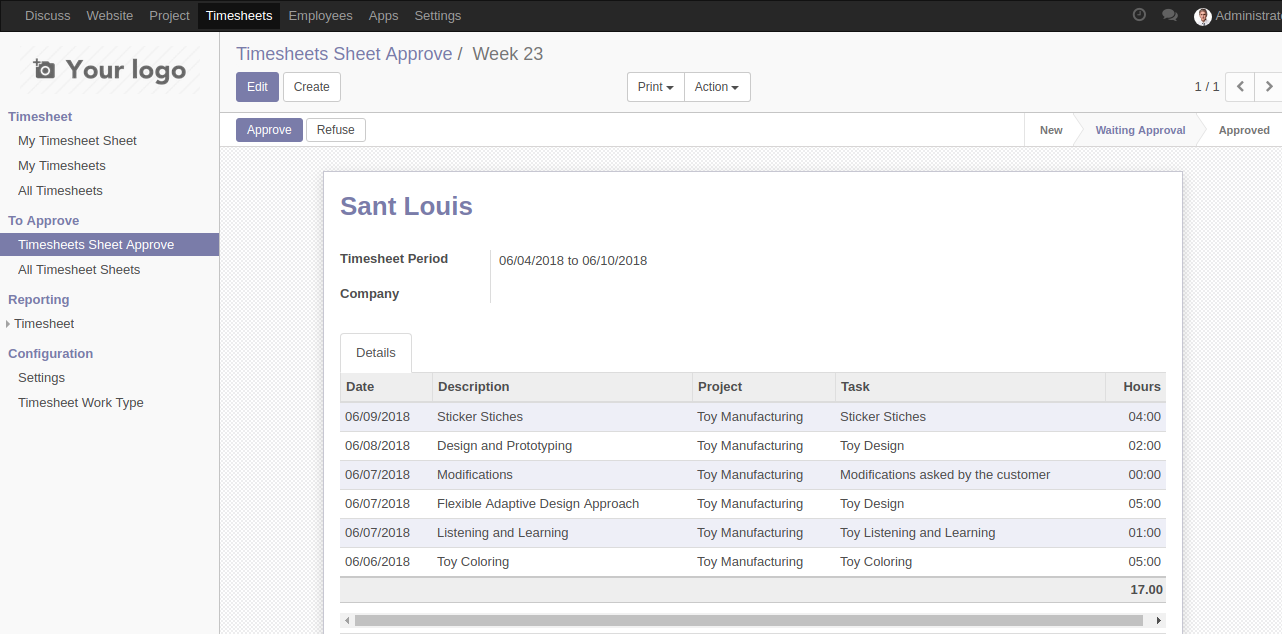 Discuss Website Project Timesheets Employees Apps Settings Administrato
Your logo
Timesheet
My Timesheet Sheet
My Timesheets
All Timesheets
To Approve
Timesheets Sheet Approve
All Timesheet Sheets
Reporting
Timesheet
Configuration
Settings
Timesheet Work Type
Timesheets Sheet Approve / Week 23
Edit Create Print Action 1 / 1
Approve Refuse New Waiting Approval Approved
Sant Louis
Timesheet Period 06/04/2018 to 06/10/2018
Company
Details
Date Description Project Task Hours
06/09/2018 Sticker Stiches Toy Manufacturing Sticker Stiches 04:00
06/08/2018 Design and Prototyping Toy Manufacturing Toy Design 02:00
06/07/2018 Modifications Toy Manufacturing Modifications asked by the customer 00:00
06/07/2018 Flexible Adaptive Design Approach Toy Manufacturing Toy Design 05:00
06/07/2018 Listening and Learning Toy Manufacturing Toy Listening and Learning 01:00
06/06/2018 Toy Coloring Toy Manufacturing Toy Coloring 05:00
17.00